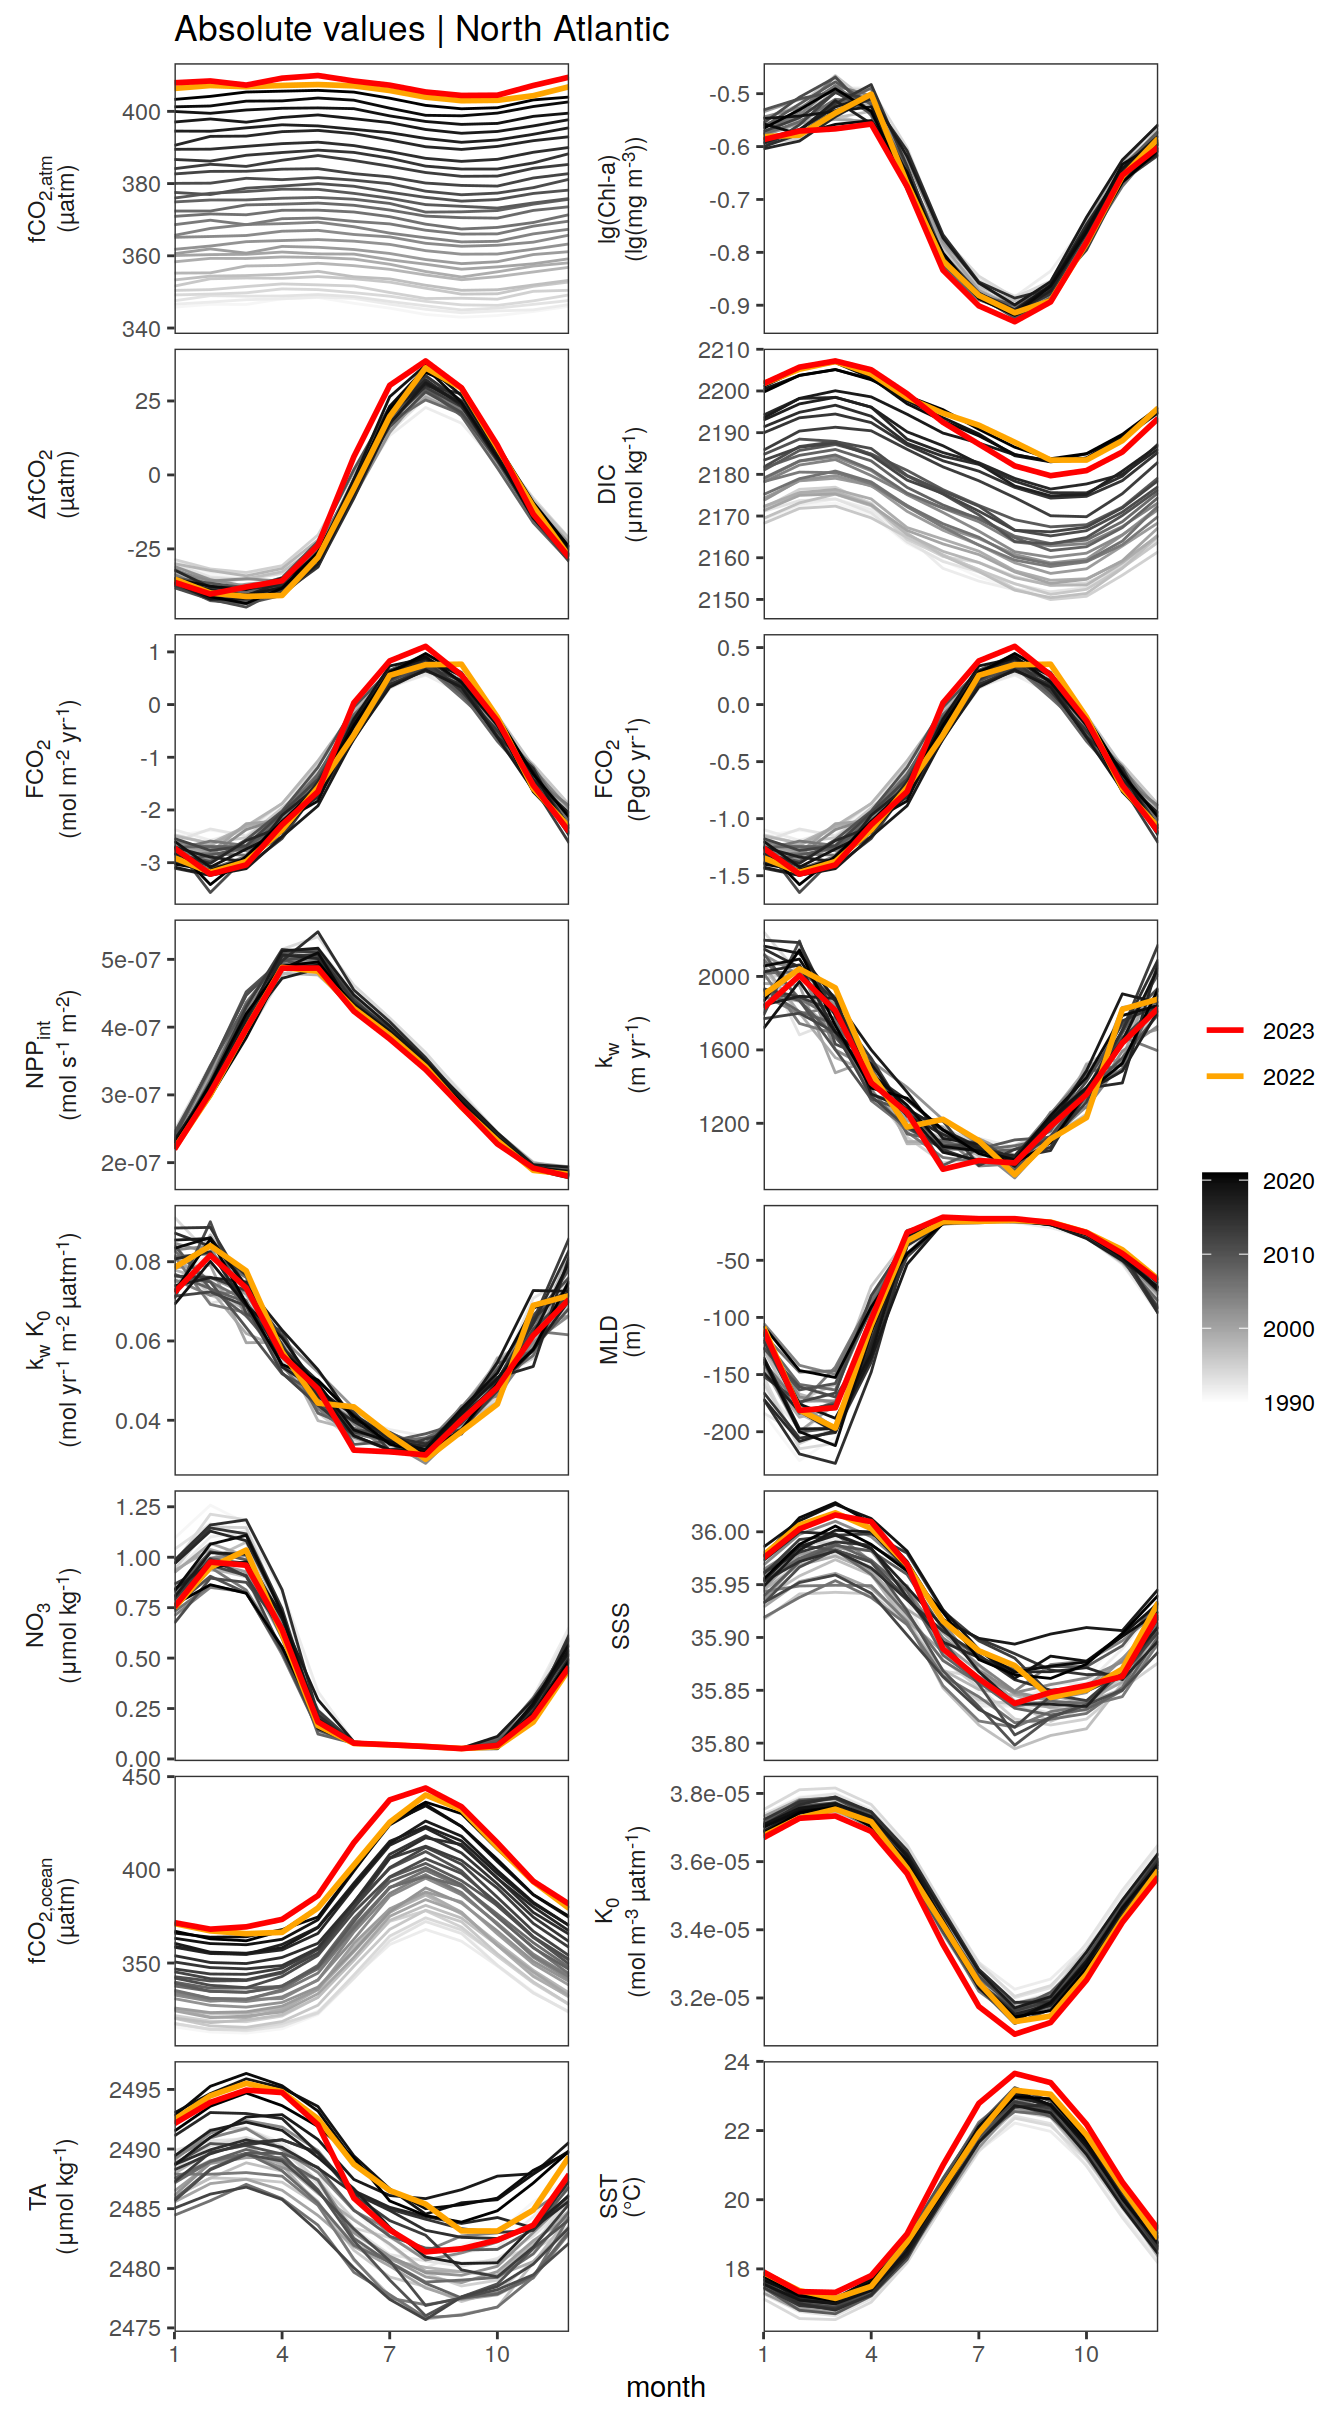 Absolute values | North Atlantic
fCO2,atm
(µatm)
400
380
360
340
lg(Chl-a)
(lg(mg m-3))
-0.5
-0.6
-0.7
-0.8
-0.9
ΔfCO2
(µatm)
25
0
-25
DIC
(µmol kg-1)
2210
2200
2190
2180
2170
2160
2150
FCO2
(mol m-2 yr-1)
1
0
-1
-2
-3
FCO2
(PgC yr-1)
0.5
0.0
-0.5
-1.0
-1.5
NPPint
(mol s-1 m-2)
5e-07
4e-07
3e-07
2e-07
kw
(m yr-1)
2000
1600
1200
kw K0
(mol yr-1 m-2 µatm-1)
0.08
0.06
0.04
MLD
(m)
-50
-100
-150
-200
NO3
(µmol kg-1)
1.25
1.00
0.75
0.50
0.25
0.00
SSS
36.00
35.95
35.90
35.85
35.80
fCO2,ocean
(µatm)
450
400
350
K0
(mol m-3 µatm-1)
3.8e-05
3.6e-05
3.4e-05
3.2e-05
TA
(µmol kg-1)
2495
2490
2485
2480
2475
SST
(°C)
24
22
20
18
1 4 7 10
1 4 7 10
month
2023
2022
2020
2010
2000
1990